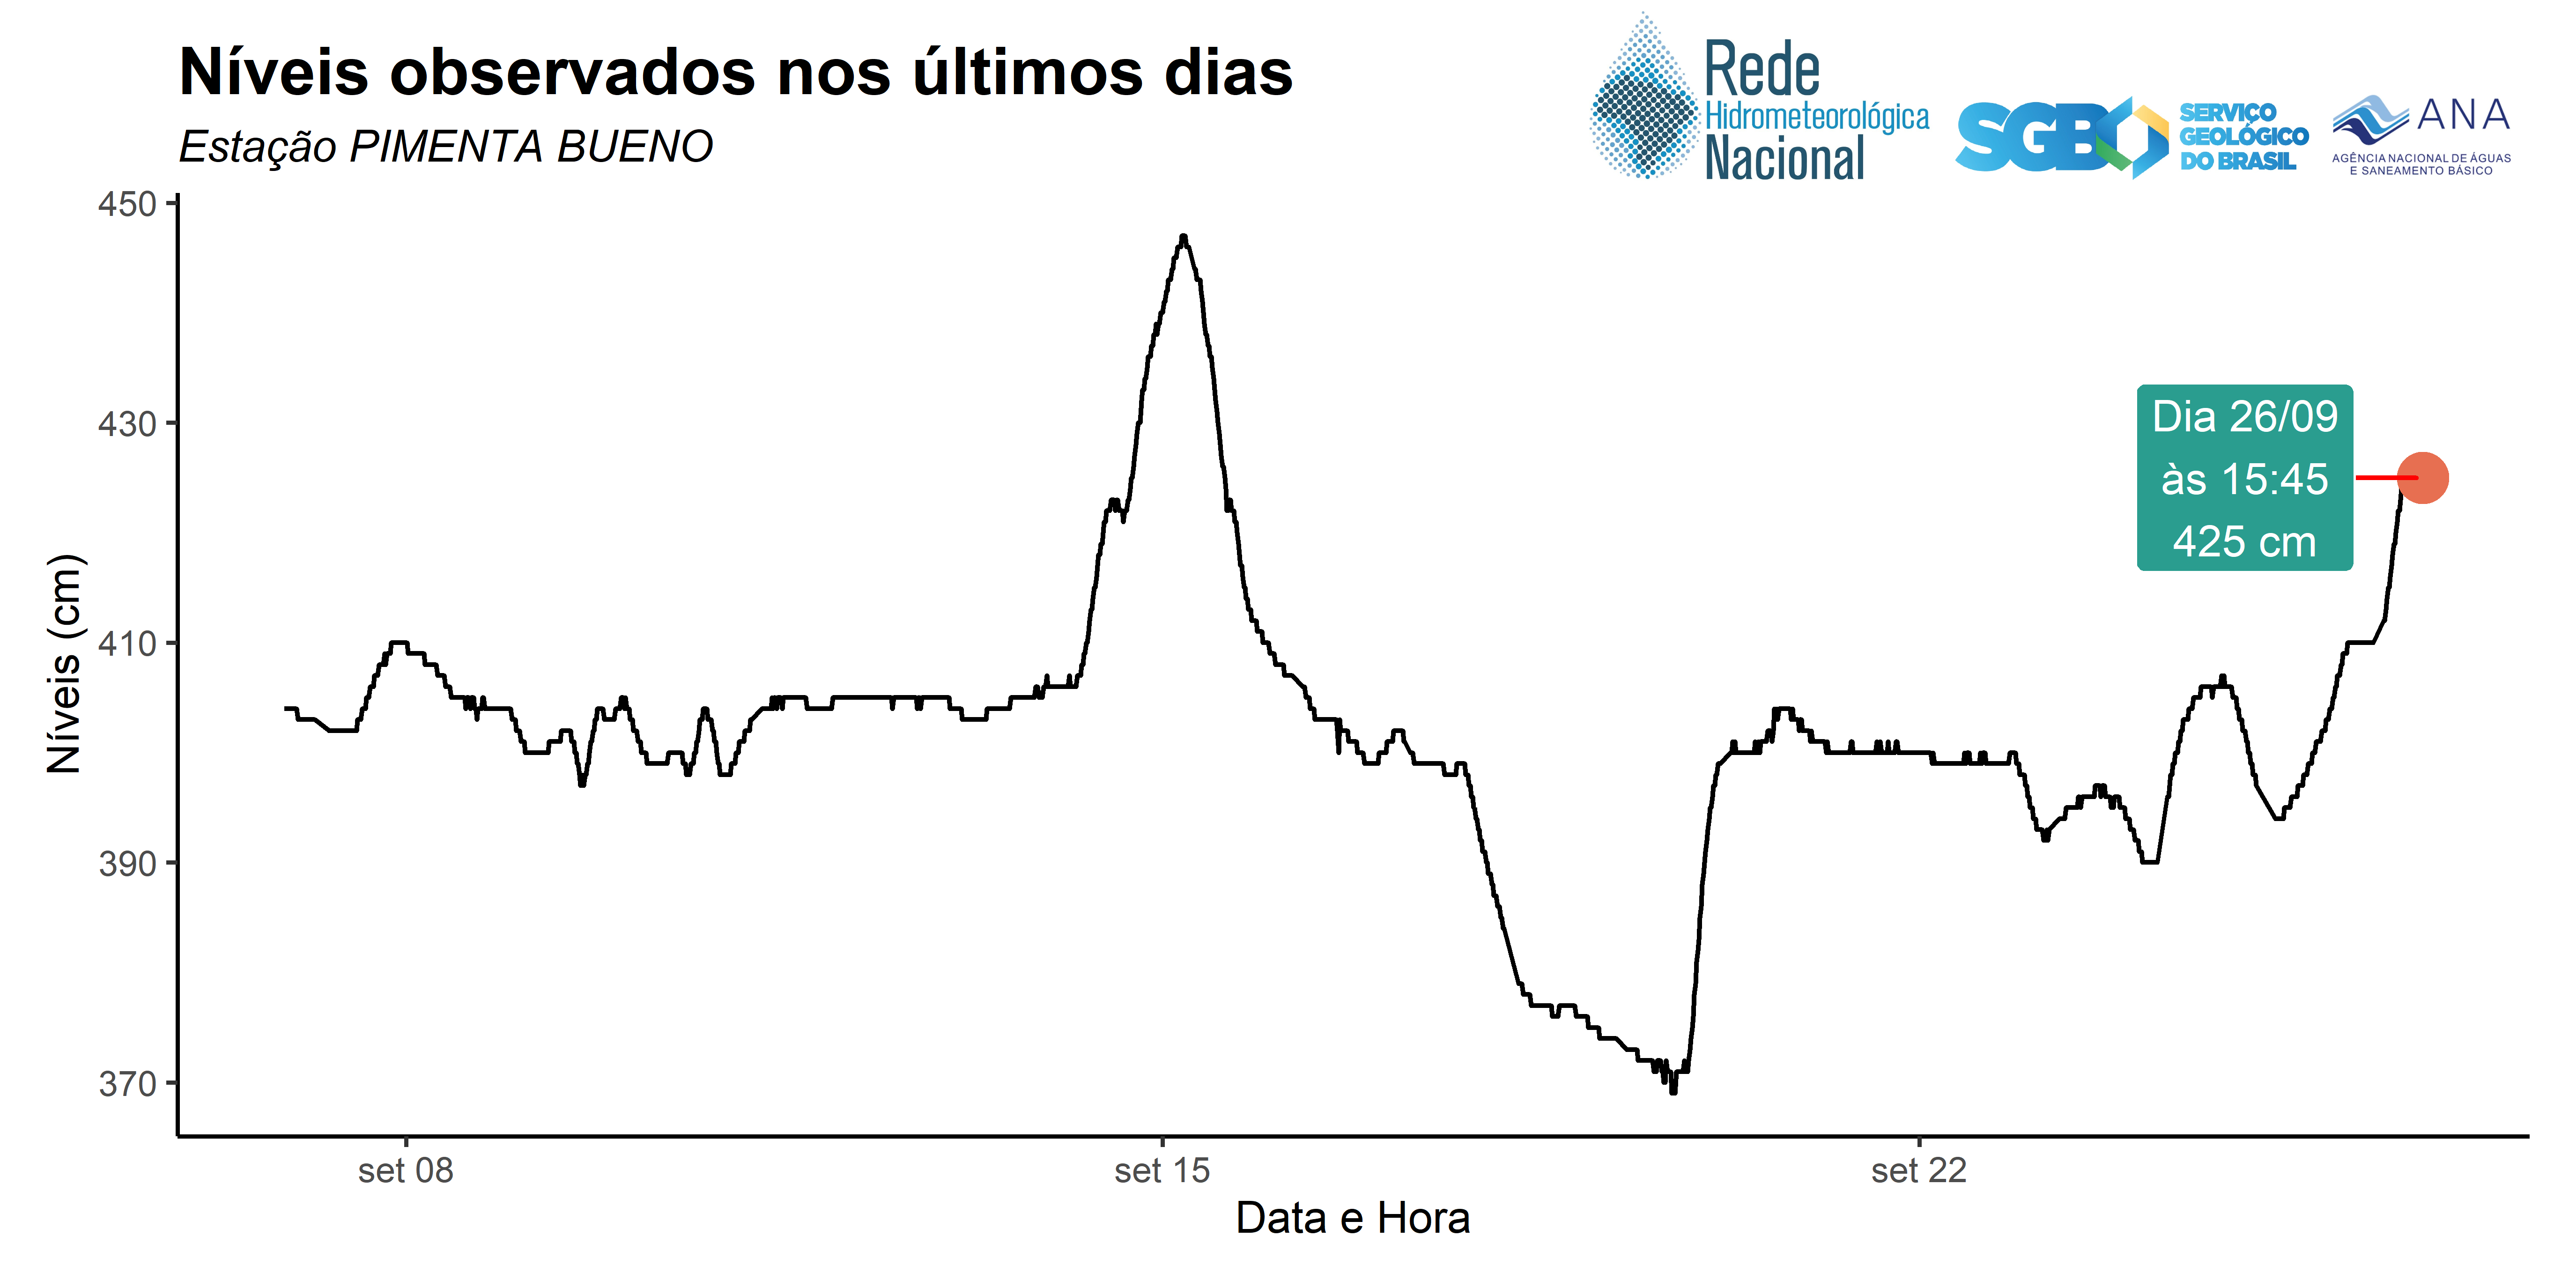 Níveis observados nos últimos dias
Estação PIMENTA BUENO
Rede
Hidrometeorológica
Nacional
SGB
SERVIÇO
GEOLÓGICO
DO BRASIL
ANA
AGÊNCIA NACIONAL DE ÁGUAS
E SANEAMENTO BÁSICO
450
430
410
390
370
Níveis (cm)
Dia 26/09
às 15:45
425 cm
set 08
set 15
set 22
Data e Hora